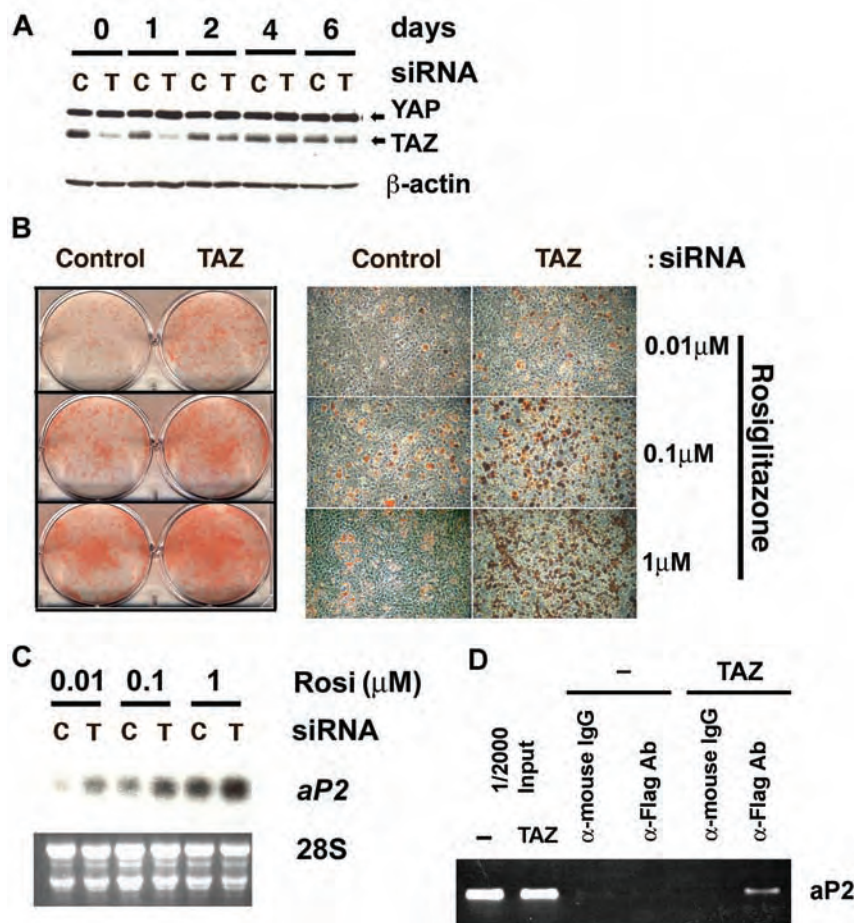 A
0 1 2 4 6 days
C T C T C T C T C T siRNA
YAP
TAZ
β-actin
B
Control TAZ Control TAZ : siRNA
0.01μM
0.1μM
1μM
Rosiglitazone
C
0.01 0.1 1 Rosi (μM)
C T C T C T siRNA
aP2
28S
D
– TAZ
1/2000
Input
α-mouse IgG
α-Flag Ab
α-mouse IgG
α-Flag Ab
– TAZ
aP2